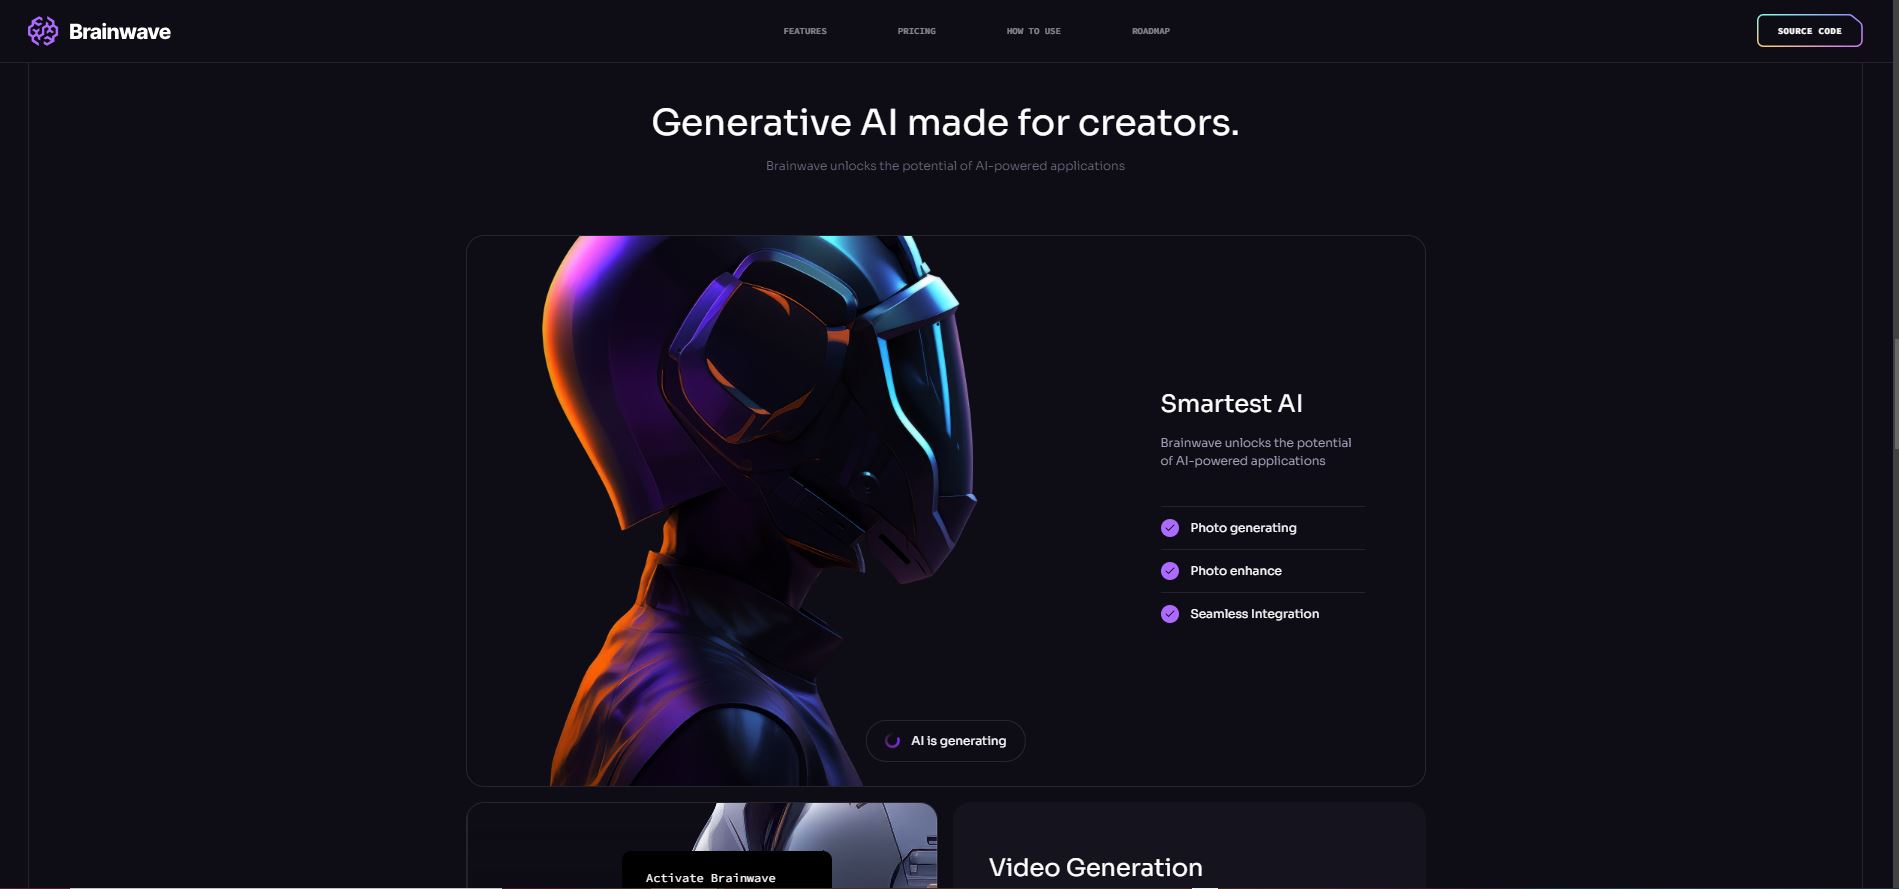 Brainwave
FEATURES
PRICING
HOW TO USE
ROADMAP
SOURCE CODE
Generative AI made for creators.
Brainwave unlocks the potential of AI-powered applications
Smartest AI
Brainwave unlocks the potential
of AI-powered applications
Photo generating
Photo enhance
Seamless Integration
AI is generating
Activate Brainwave
Video Generation